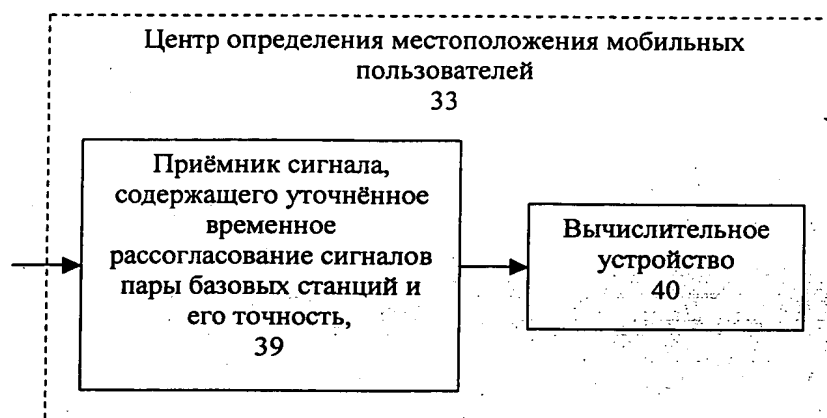 Центр определения местоположения мобильных
пользователей
33
Приёмник сигнала,
содержащего уточнённое
временное
рассогласование сигналов
пары базовых станций и
его точность,
39
Вычислительное
устройство
40